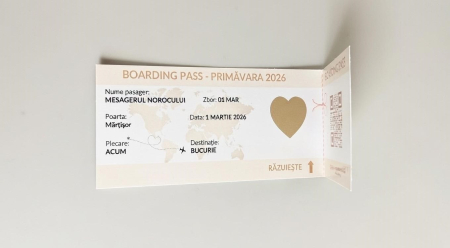 BOARDING PASS - PRIMĂVARA 2026
Nume pasager:
MESAGERUL NOROCULUI
Zbor: 01 MAR
Poarta:
Mărțișor
Data: 1 MARTIE 2026
Plecare:
ACUM
Destinație:
BUCURIE
RĂZUIEȘTE